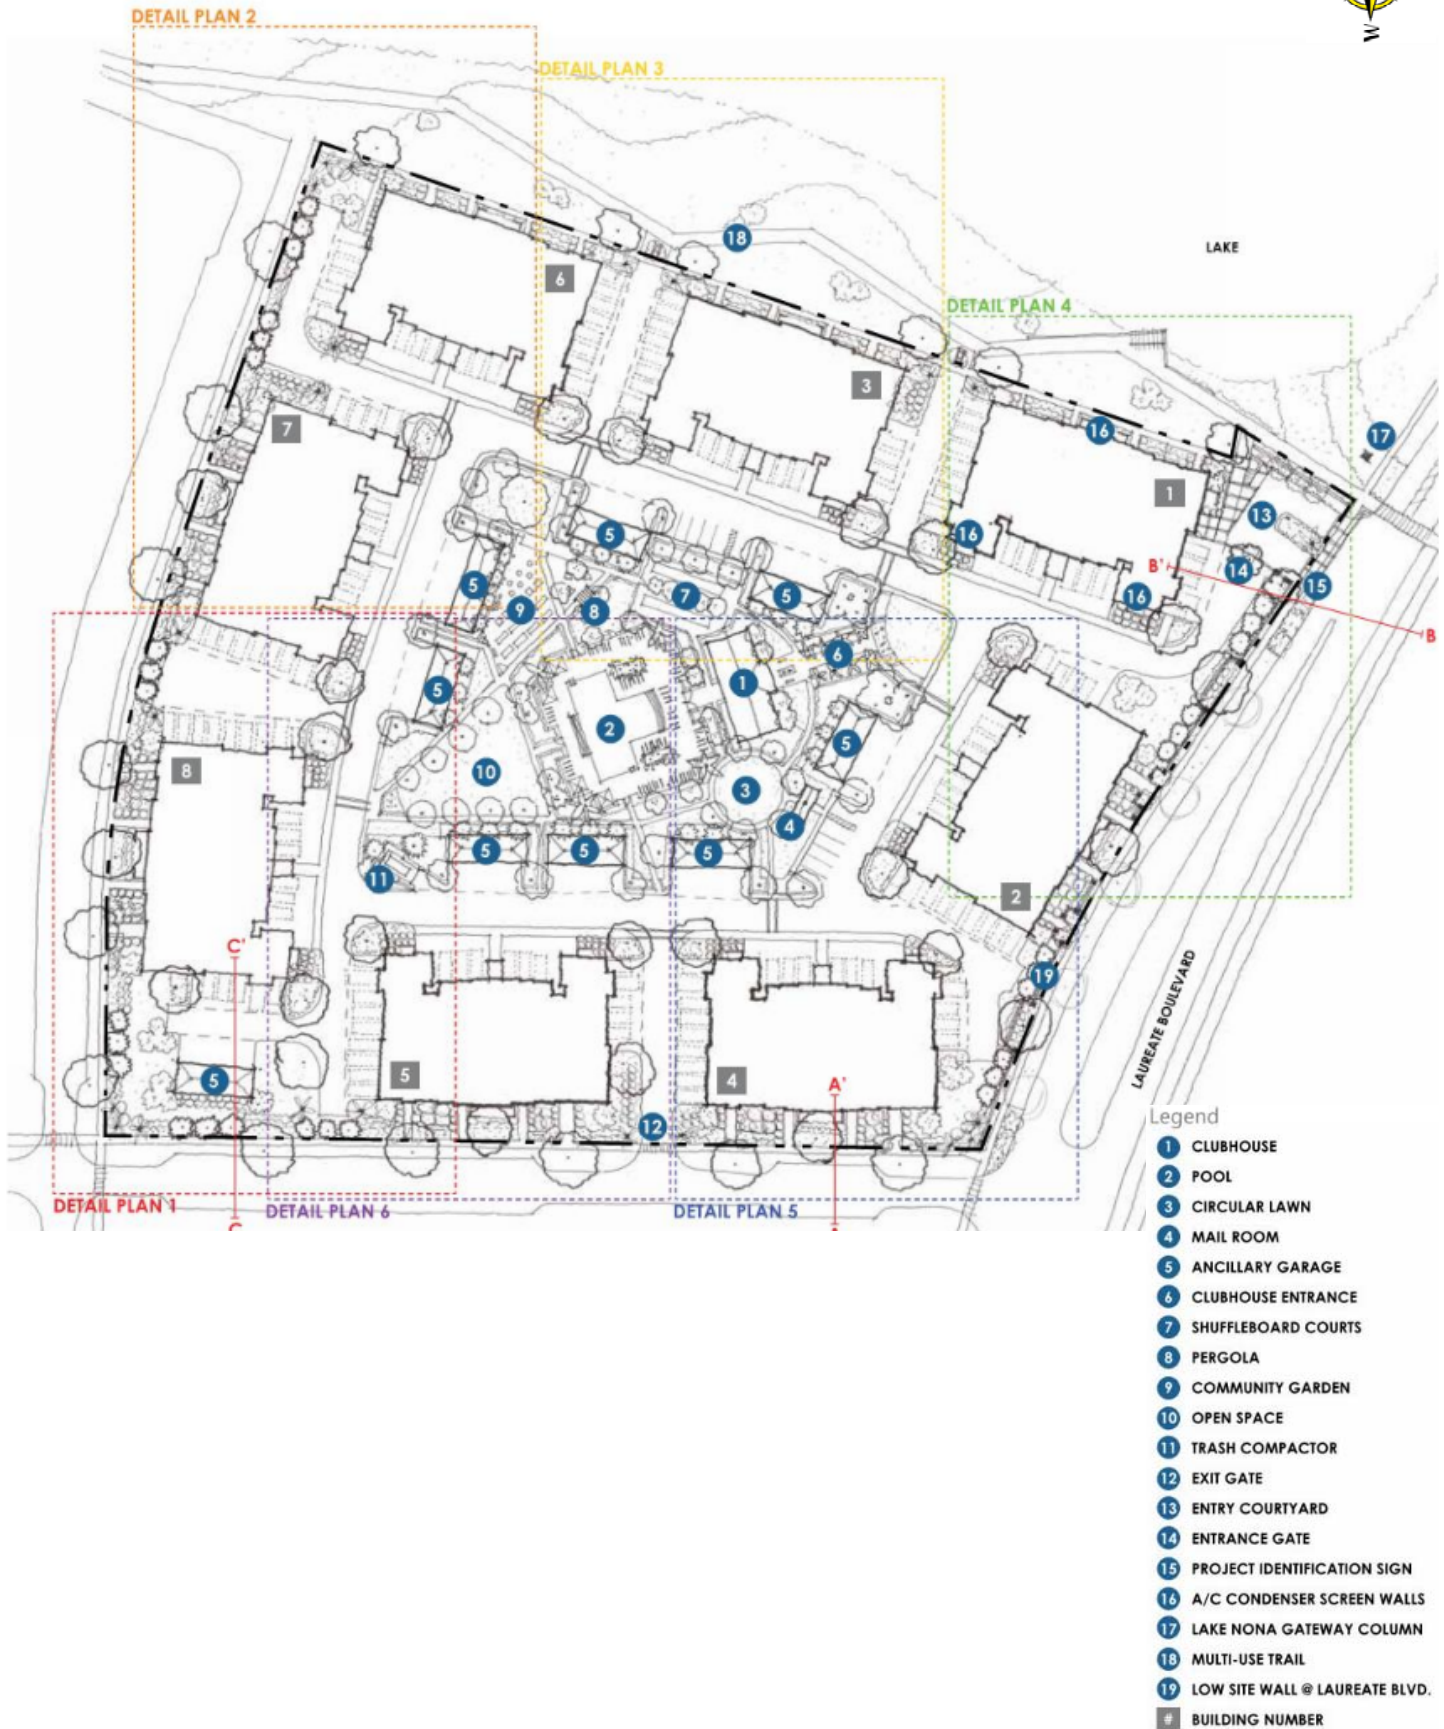 DETAIL PLAN 2
W
DETAIL PLAN 3
18
LAKE
6
DETAIL PLAN 4
3
7
16
17
1
5
16
13
5
9
8
7
5
B'
14
16
15
B
6
5
1
2
5
8
10
3
4
5
5
5
11
2
C'
19
LAUREATE BOULEVARD
5
5
4
A'
12
DETAIL PLAN 1
DETAIL PLAN 6
DETAIL PLAN 5
C
Legend
1 CLUBHOUSE
2 POOL
3 CIRCULAR LAWN
4 MAIL ROOM
5 ANCILLARY GARAGE
6 CLUBHOUSE ENTRANCE
7 SHUFFLEBOARD COURTS
8 PERGOLA
9 COMMUNITY GARDEN
10 OPEN SPACE
11 TRASH COMPACTOR
12 EXIT GATE
13 ENTRY COURTYARD
14 ENTRANCE GATE
15 PROJECT IDENTIFICATION SIGN
16 A/C CONDENSER SCREEN WALLS
17 LAKE NONA GATEWAY COLUMN
18 MULTI-USE TRAIL
19 LOW SITE WALL @ LAUREATE BLVD.
# BUILDING NUMBER